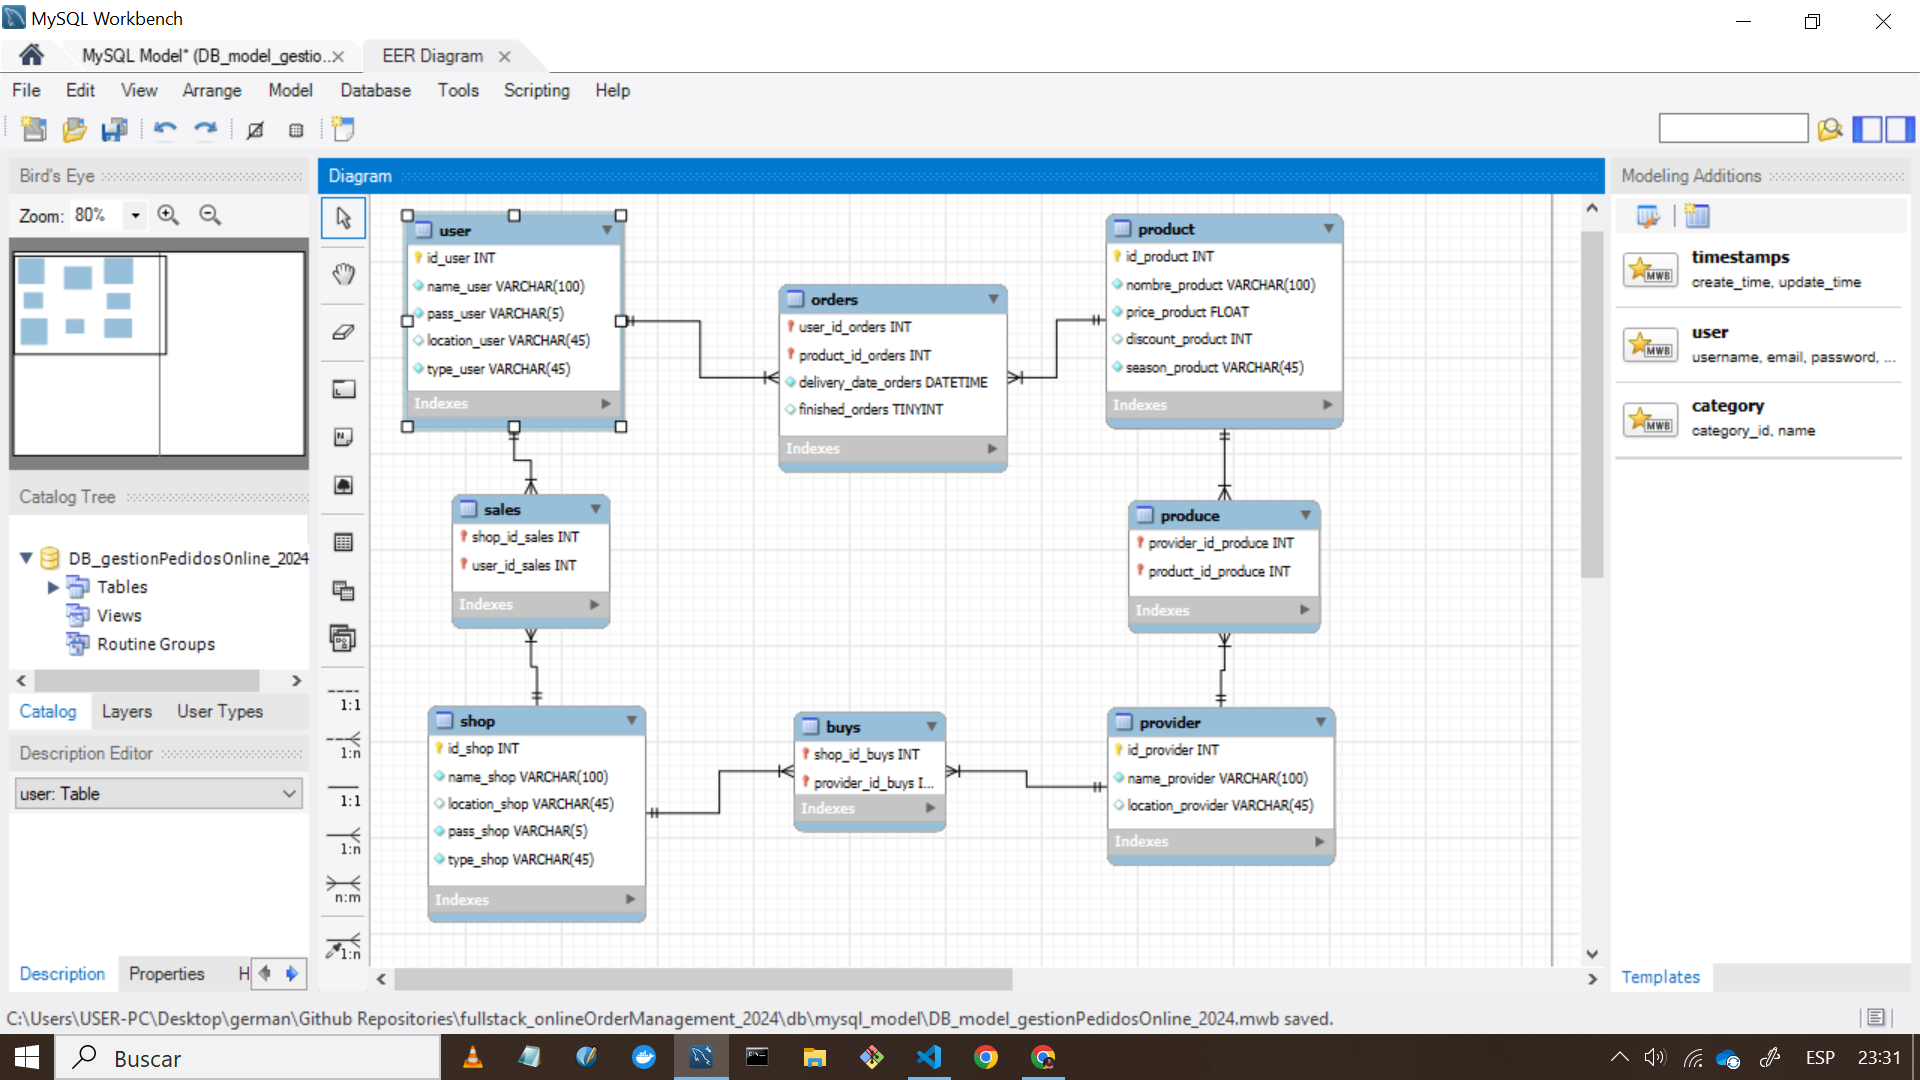 MySQL Workbench
MySQL Model* (DB_model_gestio..
EER Diagram
File Edit View Arrange Model Database Tools Scripting Help
Bird's Eye
Zoom: 80%
Catalog Tree
DB_gestionPedidosOnline_2024
Tables
Views
Routine Groups
Catalog Layers User Types
Description Editor
user: Table
Description Properties H
1:1
1:n
1:1
1:n
n:m
1:n
Diagram
user
id_user INT
name_user VARCHAR(100)
pass_user VARCHAR(5)
location_user VARCHAR(45)
type_user VARCHAR(45)
Indexes
orders
user_id_orders INT
product_id_orders INT
delivery_date_orders DATETIME
finished_orders TINYINT
Indexes
product
id_product INT
nombre_product VARCHAR(100)
price_product FLOAT
discount_product INT
season_product VARCHAR(45)
Indexes
sales
shop_id_sales INT
user_id_sales INT
Indexes
produce
provider_id_produce INT
product_id_produce INT
Indexes
shop
id_shop INT
name_shop VARCHAR(100)
location_shop VARCHAR(45)
pass_shop VARCHAR(5)
type_shop VARCHAR(45)
Indexes
buys
shop_id_buys INT
provider_id_buys I...
Indexes
provider
id_provider INT
name_provider VARCHAR(100)
location_provider VARCHAR(45)
Indexes
Modeling Additions
MWB
timestamps
create_time, update_time
MWB
user
username, email, password, ...
MWB
category
category_id, name
Templates
C:\Users\USER-PC\Desktop\german\Github Repositories\fullstack_onlineOrderManagement_2024\db\mysql_model\DB_model_gestionPedidosOnline_2024.mwb saved.
Buscar
ESP
23:31